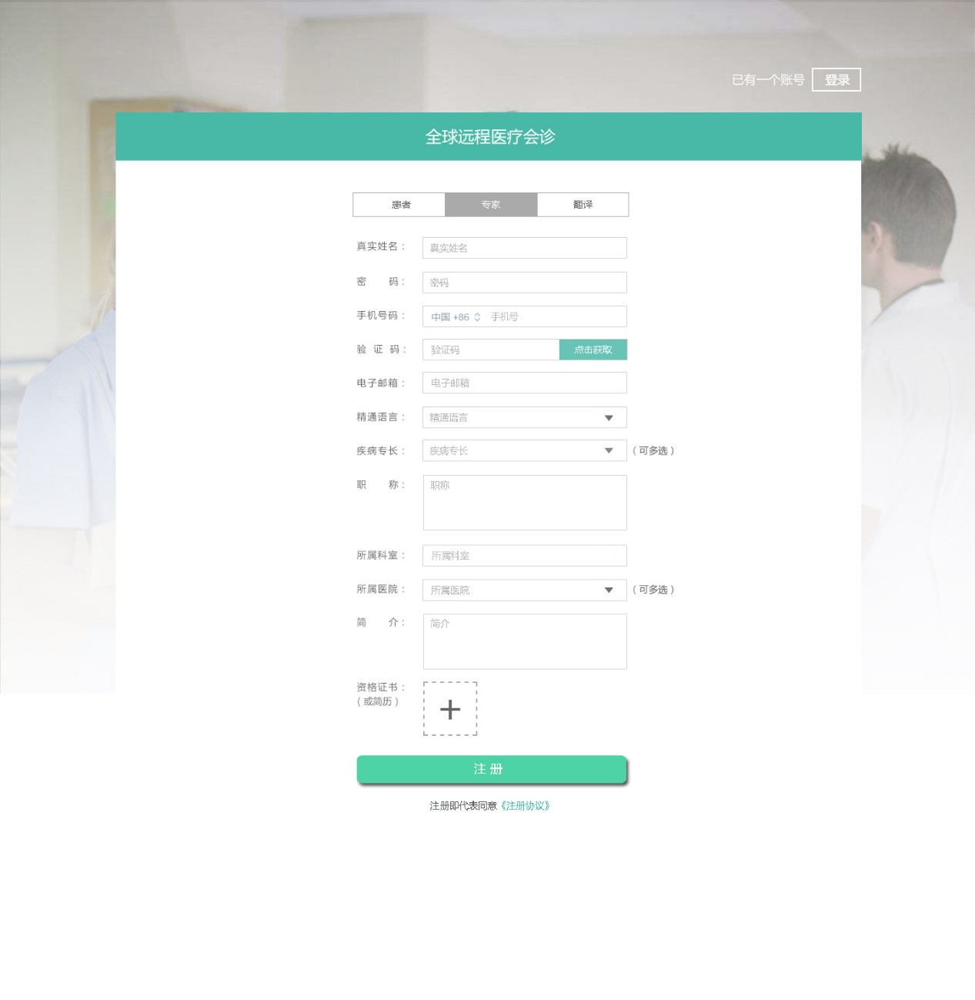 已有一个账号 登录
全球远程医疗会诊
患者 专家 翻译
真实姓名： 真实姓名
密 码： 密码
手机号码： 中国 +86 手机号
验 证 码： 验证码 点击获取
电子邮箱： 电子邮箱
精通语言： 精通语言
疾病专长： 疾病专长 （可多选）
职 称： 职称
所属科室： 所属科室
所属医院： 所属医院 （可多选）
简 介： 简介
资格证书：
（或简历）
注 册
注册即代表同意《注册协议》